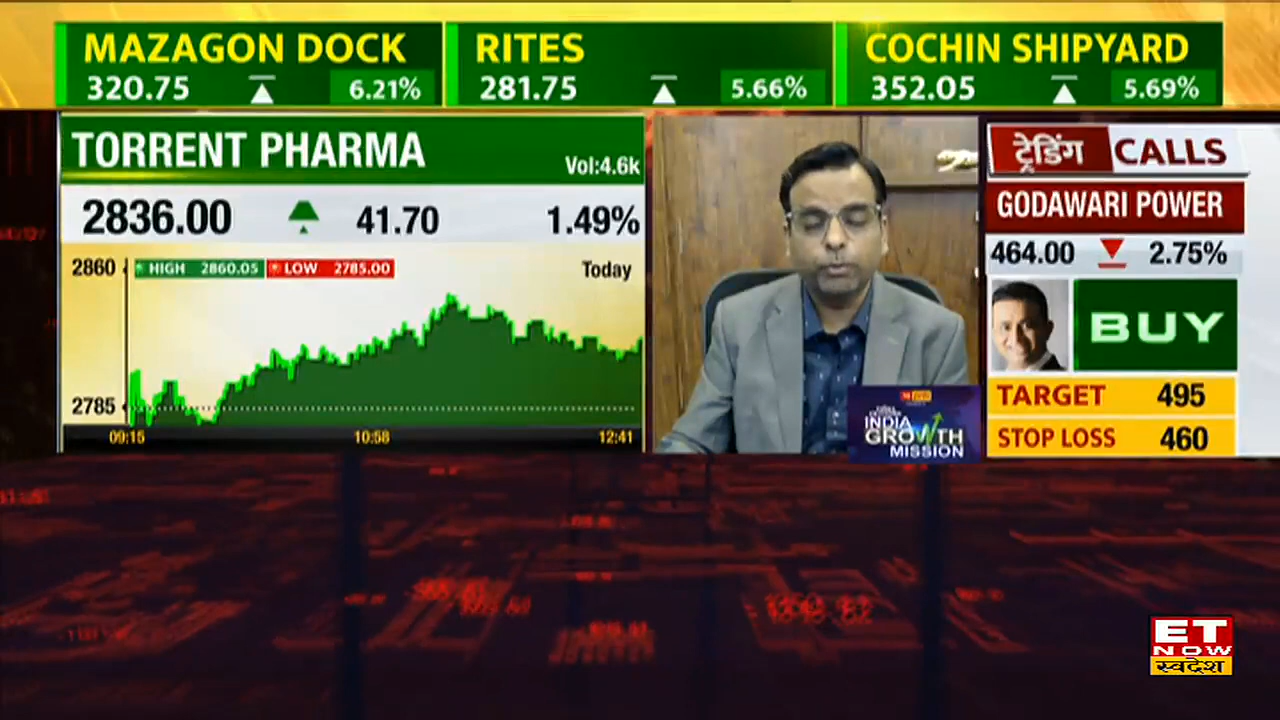 MAZAGON DOCK
320.75 6.21%
RITES
281.75 5.66%
COCHIN SHIPYARD
352.05 5.69%
TORRENT PHARMA
Vol:4.6k
2836.00 41.70 1.49%
2860
HIGH 2860.05 LOW 2785.00
Today
2785
09:15 10:58 12:41
INDIA
GROWTH
MISSION
ट्रेडिंग CALLS
GODAWARI POWER
464.00 2.75%
BUY
TARGET 495
STOP LOSS 460
ET
NOW
स्वदेश